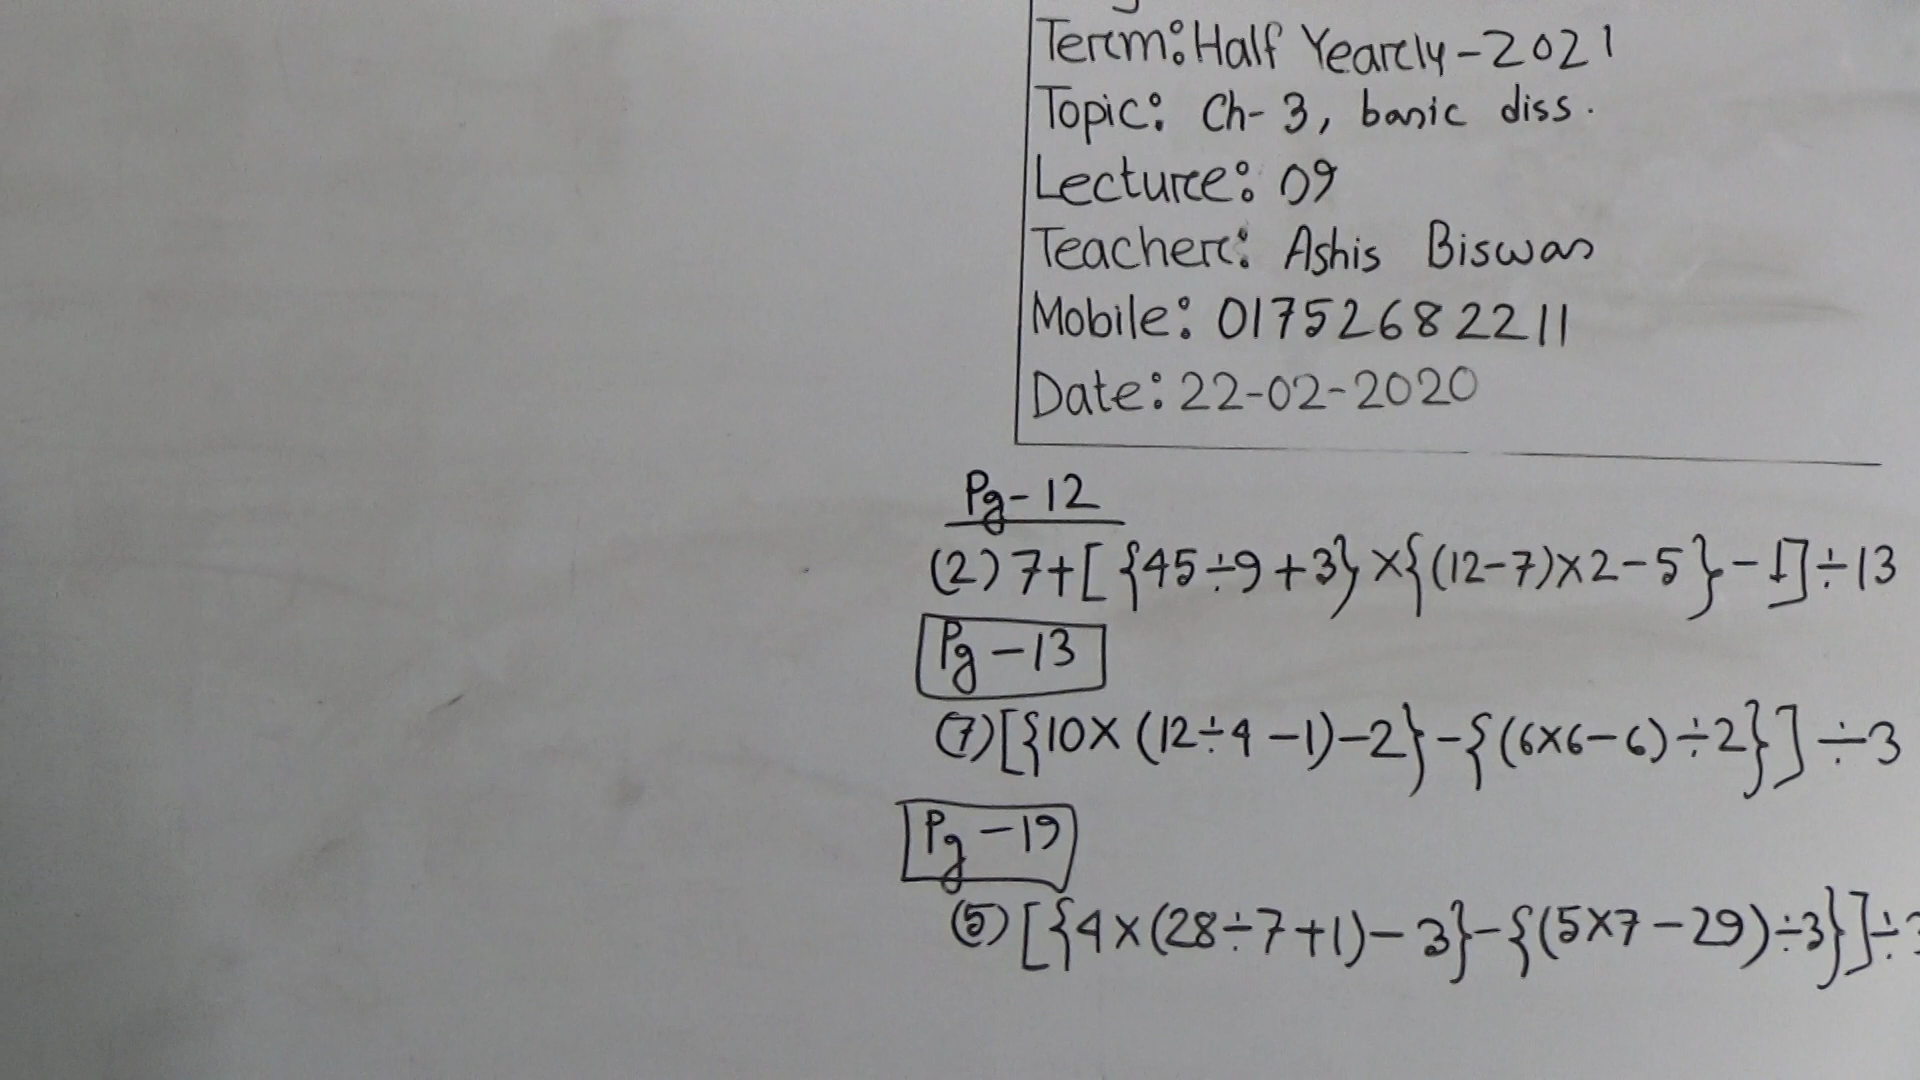 Term: Half Yearly-2021
Topic: Ch-3, basic diss.
Lecture: 09
Teacher: Ashis Biswas
Mobile: 01752682211
Date: 22-02-2020
Pg-12
(2) 7+[{45÷9+3}×{(12-7)×2-5}-1]÷13
Pg-13
(7) [{10×(12÷4-1)-2}-{(6×6-6)÷2}]÷3
Pg-19
(5) [{4×(28÷7+1)-3}-{(5×7-29)÷3}]÷